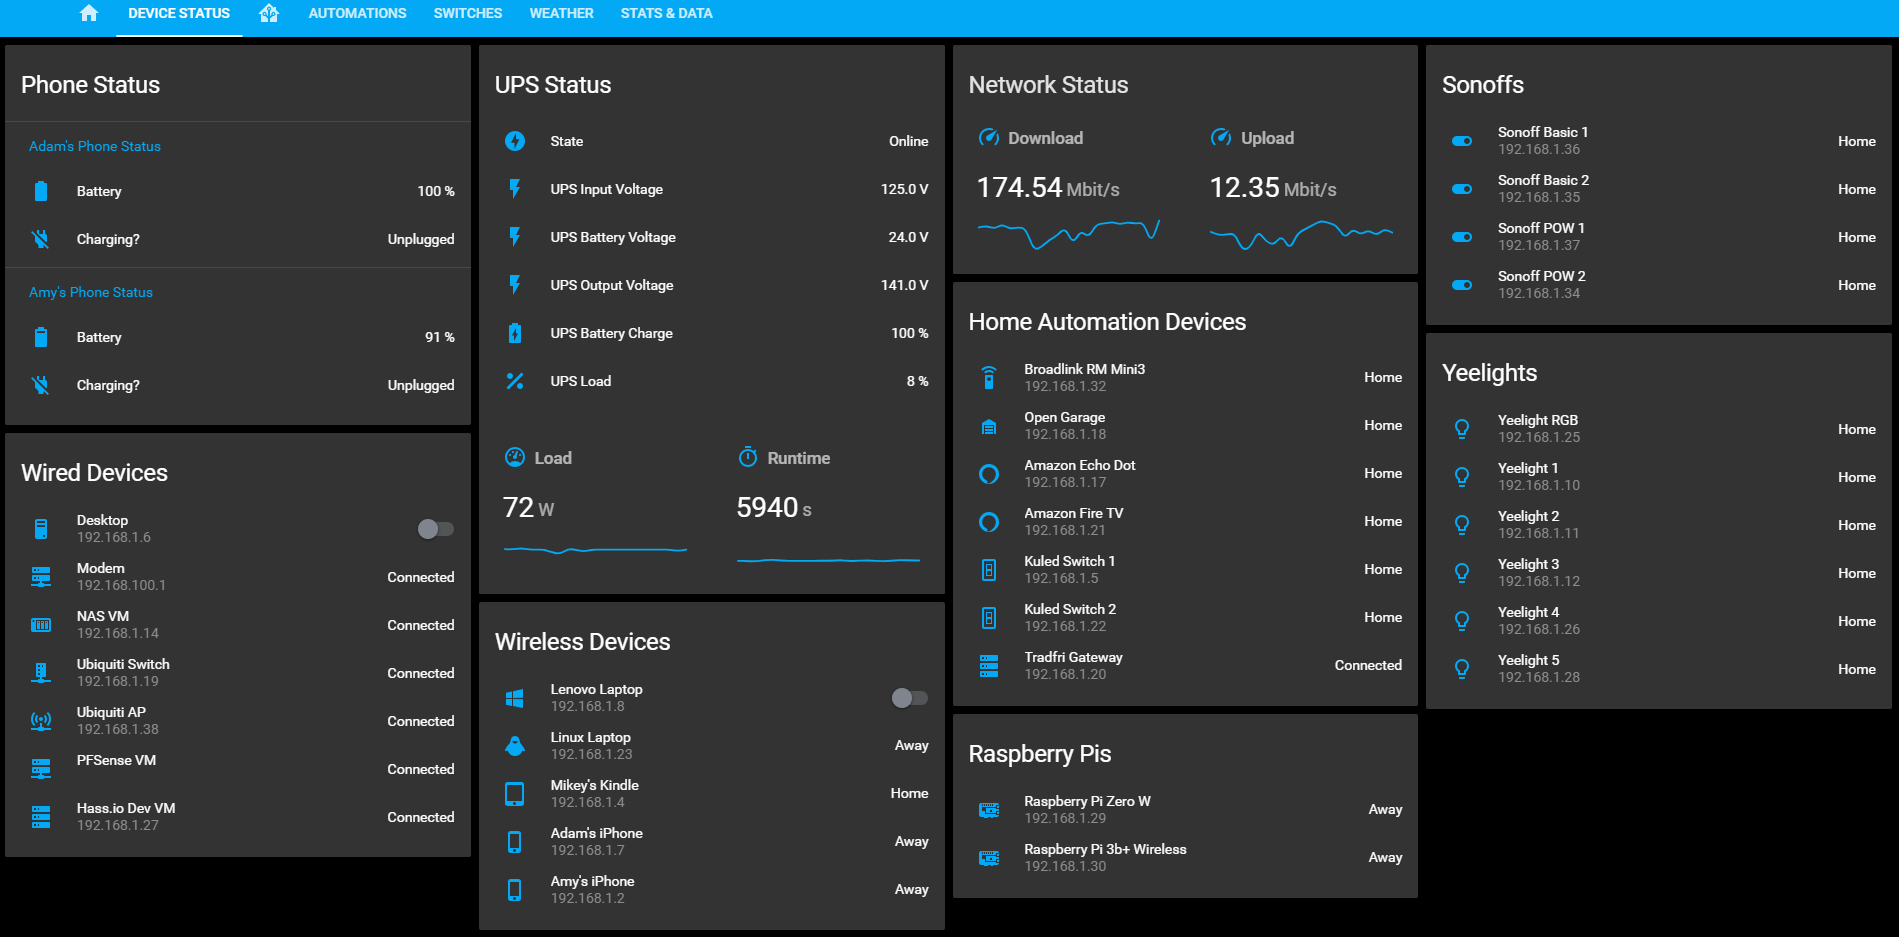 DEVICE STATUS
AUTOMATIONS
SWITCHES
WEATHER
STATS & DATA
Phone Status
Adam's Phone Status
Battery 100 %
Charging? Unplugged
Amy's Phone Status
Battery 91 %
Charging? Unplugged
Wired Devices
Desktop
192.168.1.6
Modem
192.168.100.1
Connected
NAS VM
192.168.1.14
Connected
Ubiquiti Switch
192.168.1.19
Connected
Ubiquiti AP
192.168.1.38
Connected
PFSense VM
Connected
Hass.io Dev VM
192.168.1.27
Connected
UPS Status
State Online
UPS Input Voltage 125.0 V
UPS Battery Voltage 24.0 V
UPS Output Voltage 141.0 V
UPS Battery Charge 100 %
UPS Load 8 %
Load
72 W
Runtime
5940 s
Wireless Devices
Lenovo Laptop
192.168.1.8
Linux Laptop
192.168.1.23
Away
Mikey's Kindle
192.168.1.4
Home
Adam's iPhone
192.168.1.7
Away
Amy's iPhone
192.168.1.2
Away
Network Status
Download
174.54 Mbit/s
Upload
12.35 Mbit/s
Home Automation Devices
Broadlink RM Mini3
192.168.1.32
Home
Open Garage
192.168.1.18
Home
Amazon Echo Dot
192.168.1.17
Home
Amazon Fire TV
192.168.1.21
Home
Kuled Switch 1
192.168.1.5
Home
Kuled Switch 2
192.168.1.22
Home
Tradfri Gateway
192.168.1.20
Connected
Raspberry Pis
Raspberry Pi Zero W
192.168.1.29
Away
Raspberry Pi 3b+ Wireless
192.168.1.30
Away
Sonoffs
Sonoff Basic 1
192.168.1.36
Home
Sonoff Basic 2
192.168.1.35
Home
Sonoff POW 1
192.168.1.37
Home
Sonoff POW 2
192.168.1.34
Home
Yeelights
Yeelight RGB
192.168.1.25
Home
Yeelight 1
192.168.1.10
Home
Yeelight 2
192.168.1.11
Home
Yeelight 3
192.168.1.12
Home
Yeelight 4
192.168.1.26
Home
Yeelight 5
192.168.1.28
Home